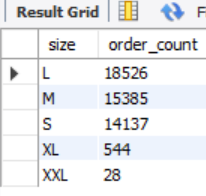 Result Grid
size order_count
L 18526
M 15385
S 14137
XL 544
XXL 28